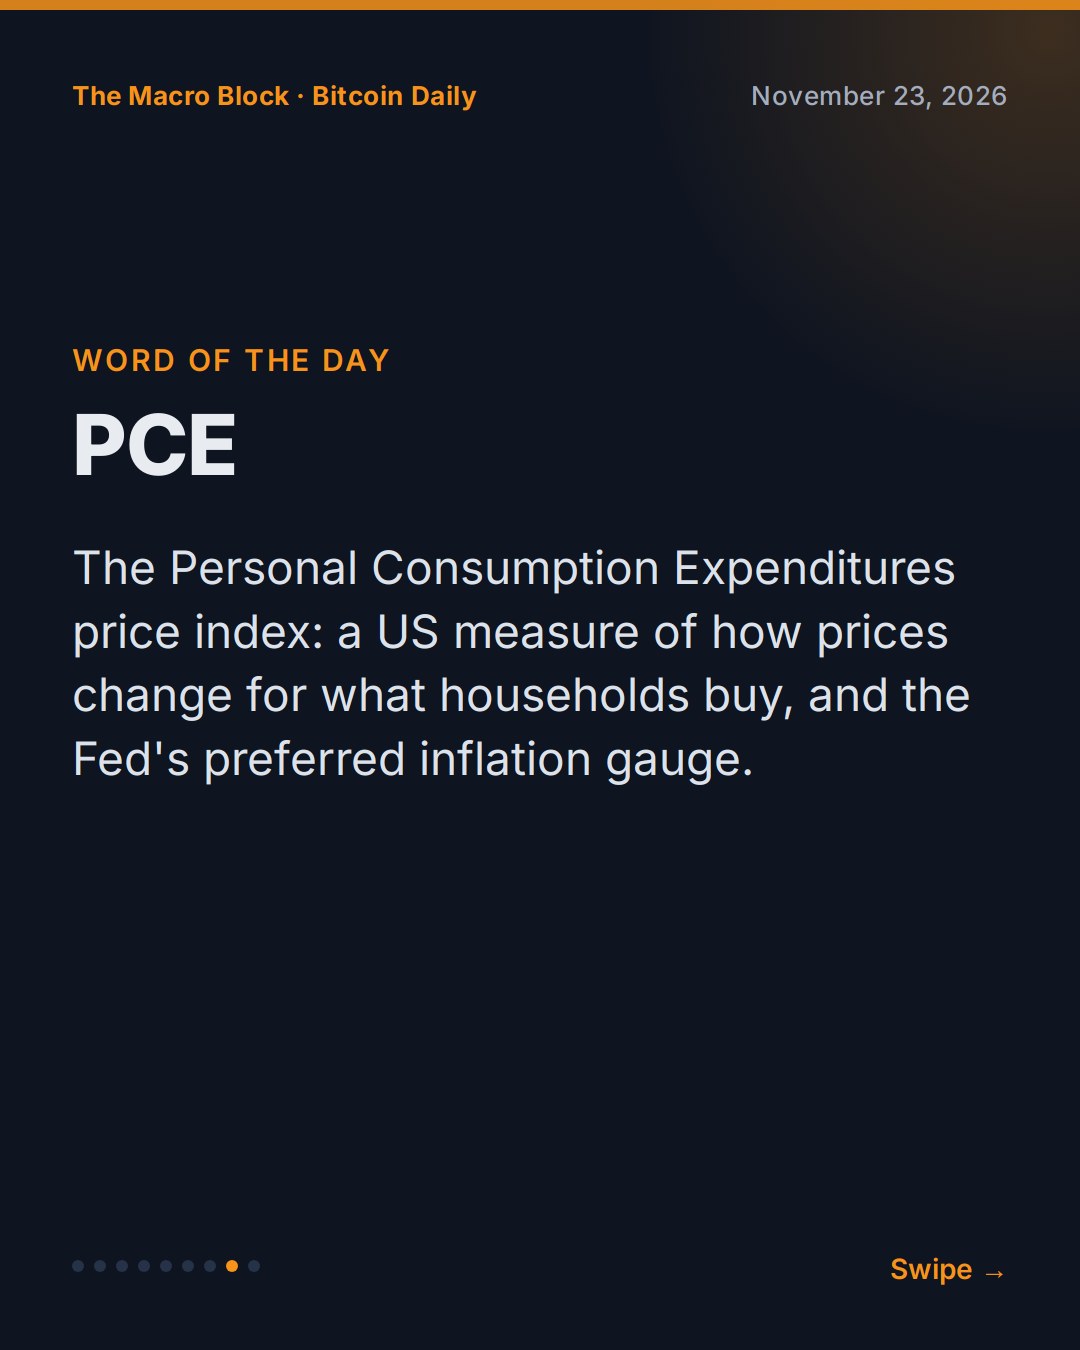 The Macro Block · Bitcoin Daily
November 23, 2026
WORD OF THE DAY
PCE
The Personal Consumption Expenditures
price index: a US measure of how prices
change for what households buy, and the
Fed's preferred inflation gauge.
Swipe →